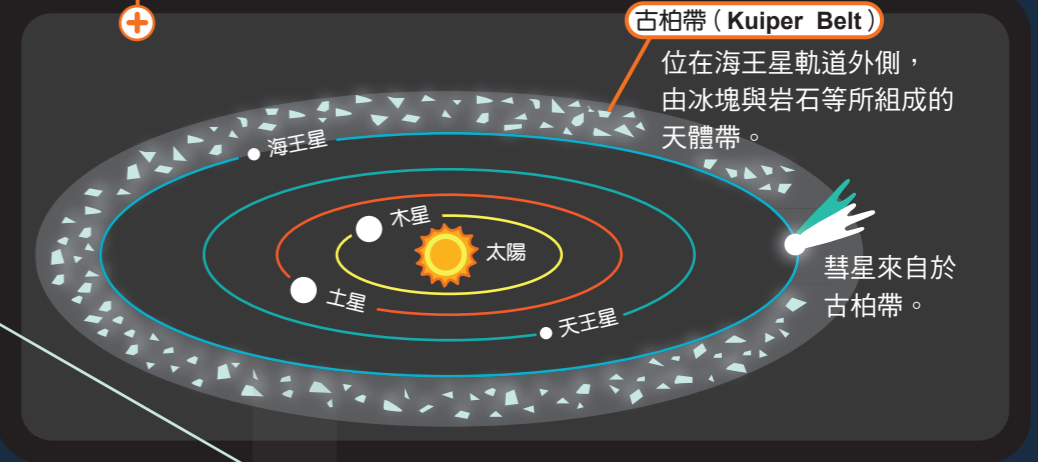 古柏帶（Kuiper Belt）
位在海王星軌道外側，
由冰塊與岩石等所組成的
天體帶。
海王星
木星
太陽
土星
天王星
彗星來自於
古柏帶。